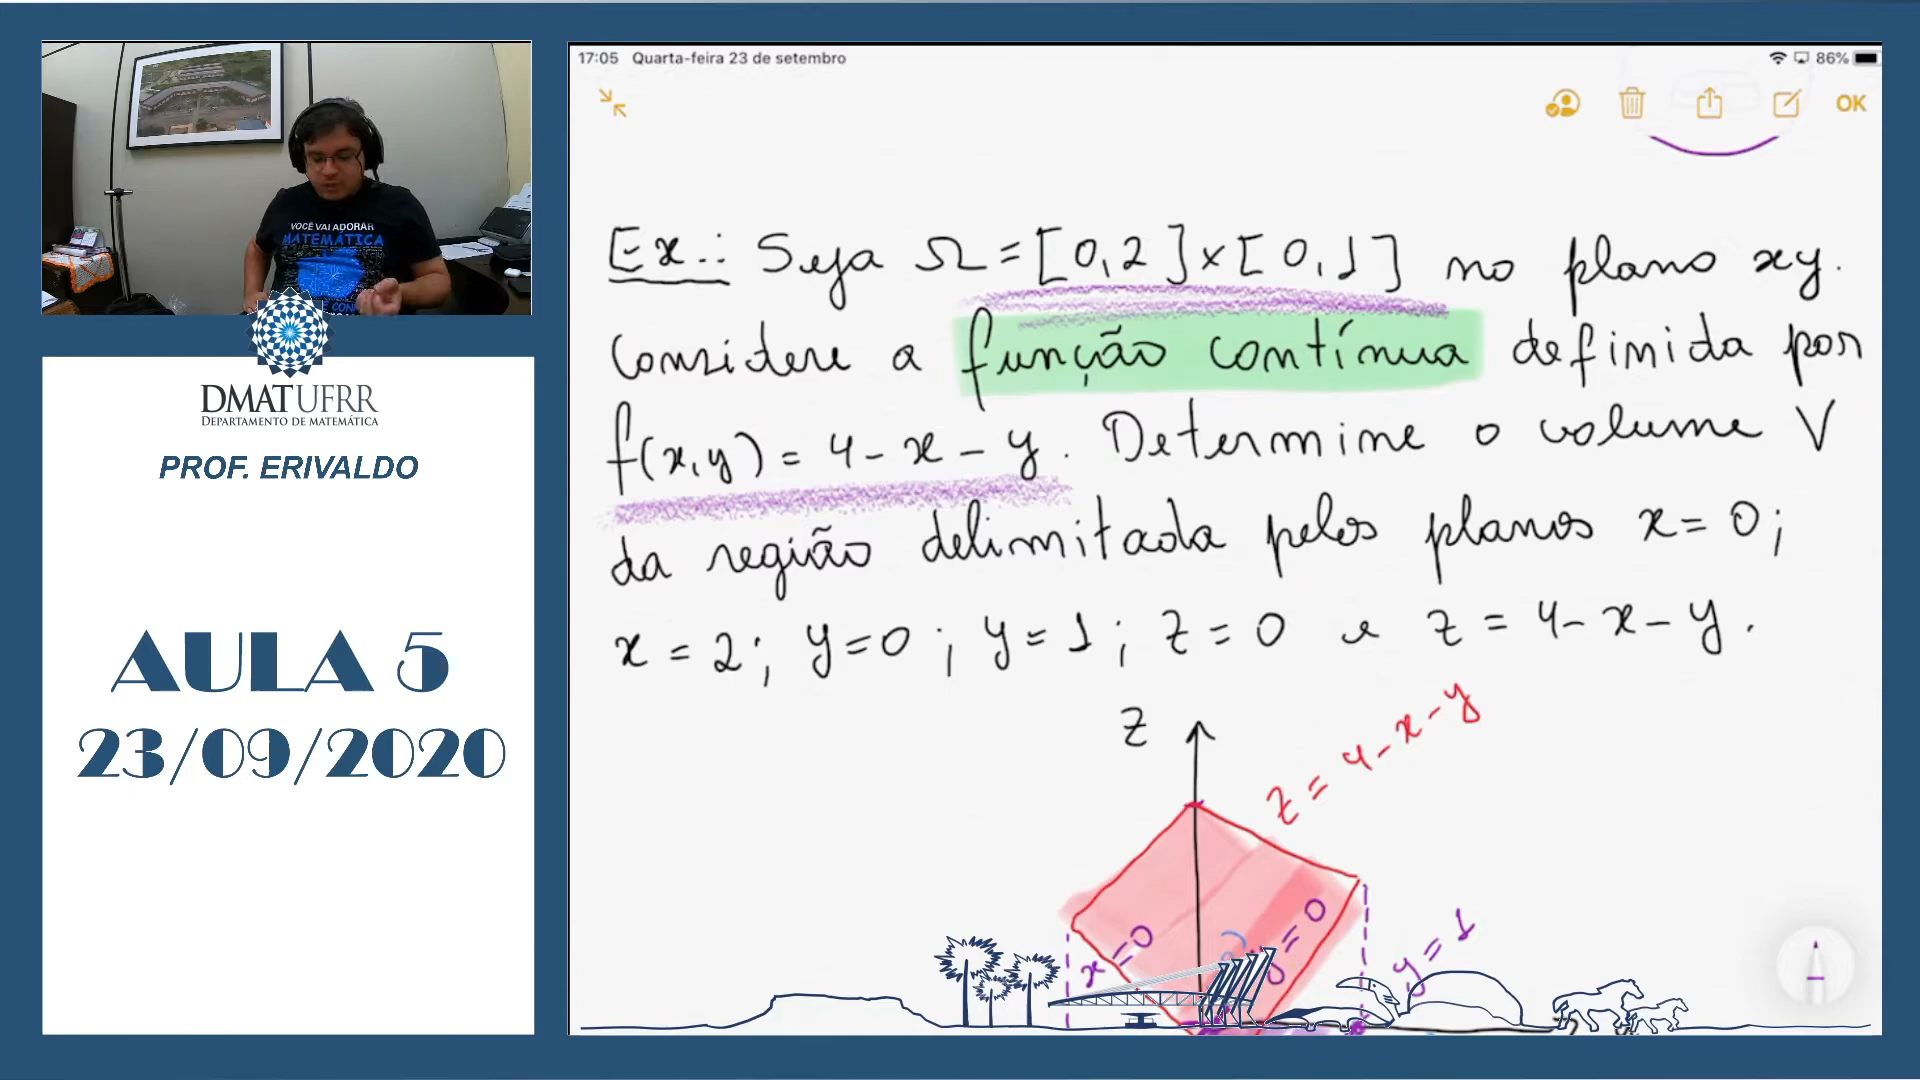 17:05 Quarta-feira 23 de setembro
86%
OK
VOCÊ VAI ADORAR
MATEMÁTICA
DMATUFRR
DEPARTAMENTO DE MATEMÁTICA
PROF. ERIVALDO
AULA 5
23/09/2020
Ex.: Seja Ω = [0,2]×[0,1] no plano xy.
Considere a função contínua definida por
f(x,y) = 4-x-y. Determine o volume V
da região delimitada pelos planos x=0;
x=2; y=0; y=1; z=0 e z=4-x-y.
z
z=4-x-y
x=0
y=0
y=1